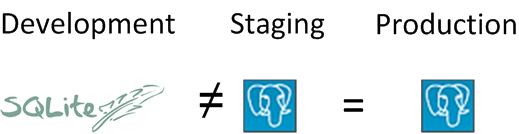 Development Staging Production
SQLite ≠ =